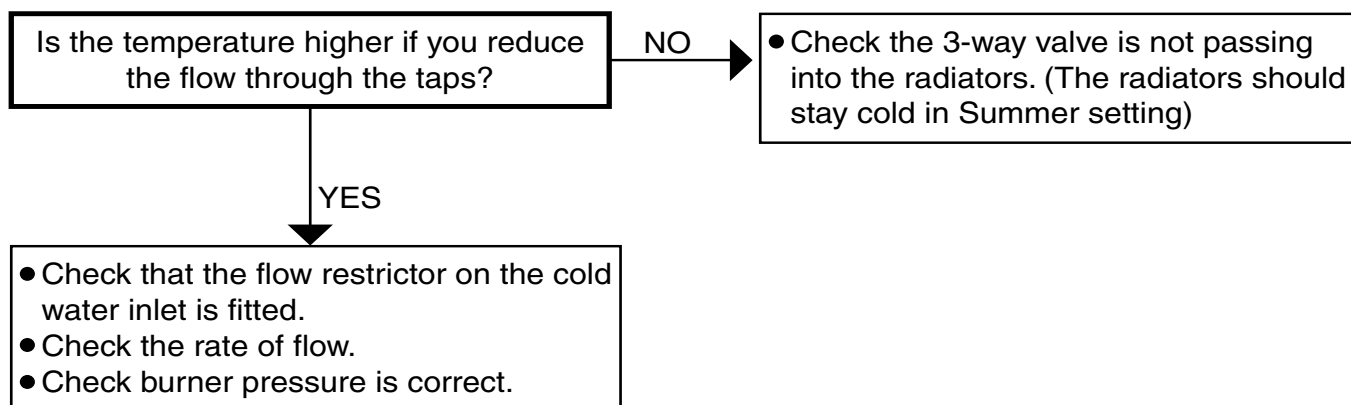 Is the temperature higher if you reduce
the flow through the taps?
NO
● Check the 3-way valve is not passing
into the radiators. (The radiators should
stay cold in Summer setting)
YES
● Check that the flow restrictor on the cold
water inlet is fitted.
● Check the rate of flow.
● Check burner pressure is correct.